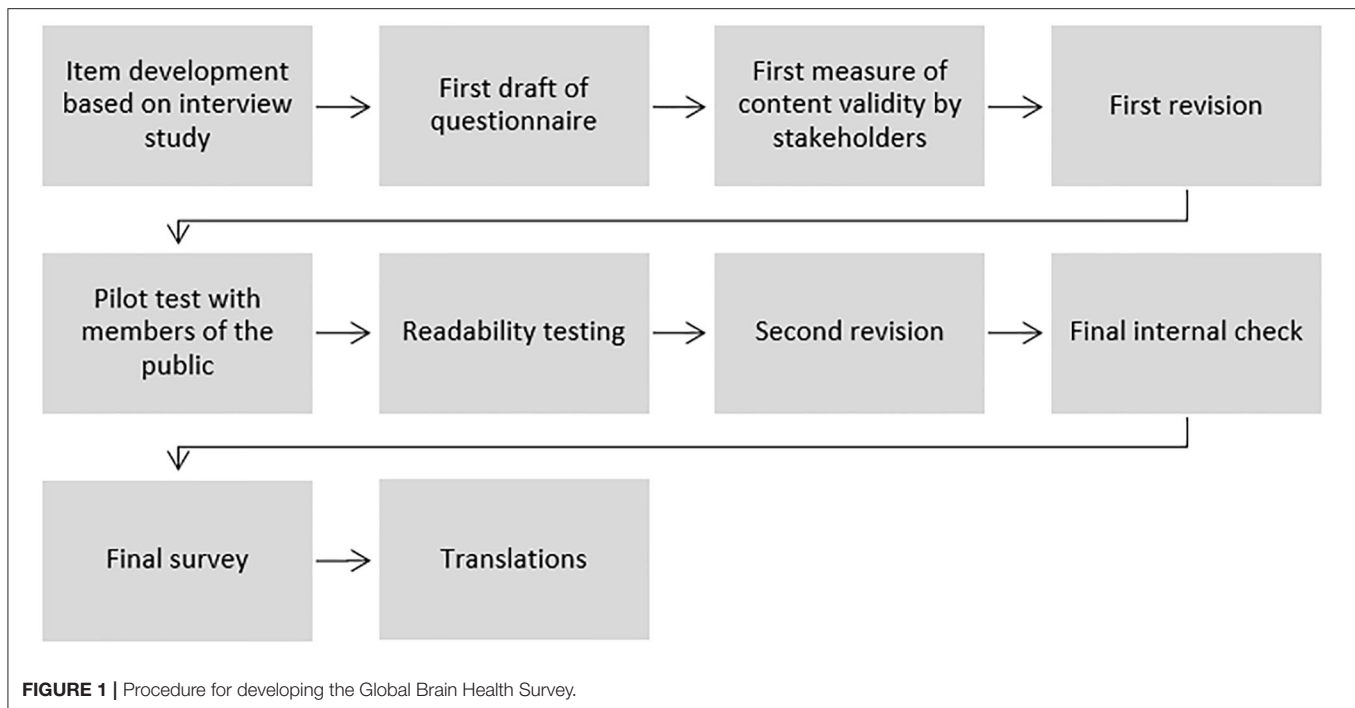 Item development
based on interview
study
First draft of
questionnaire
First measure of
content validity by
stakeholders
First revision
Pilot test with
members of the
public
Readability testing
Second revision
Final internal check
Final survey
Translations
FIGURE 1 | Procedure for developing the Global Brain Health Survey.